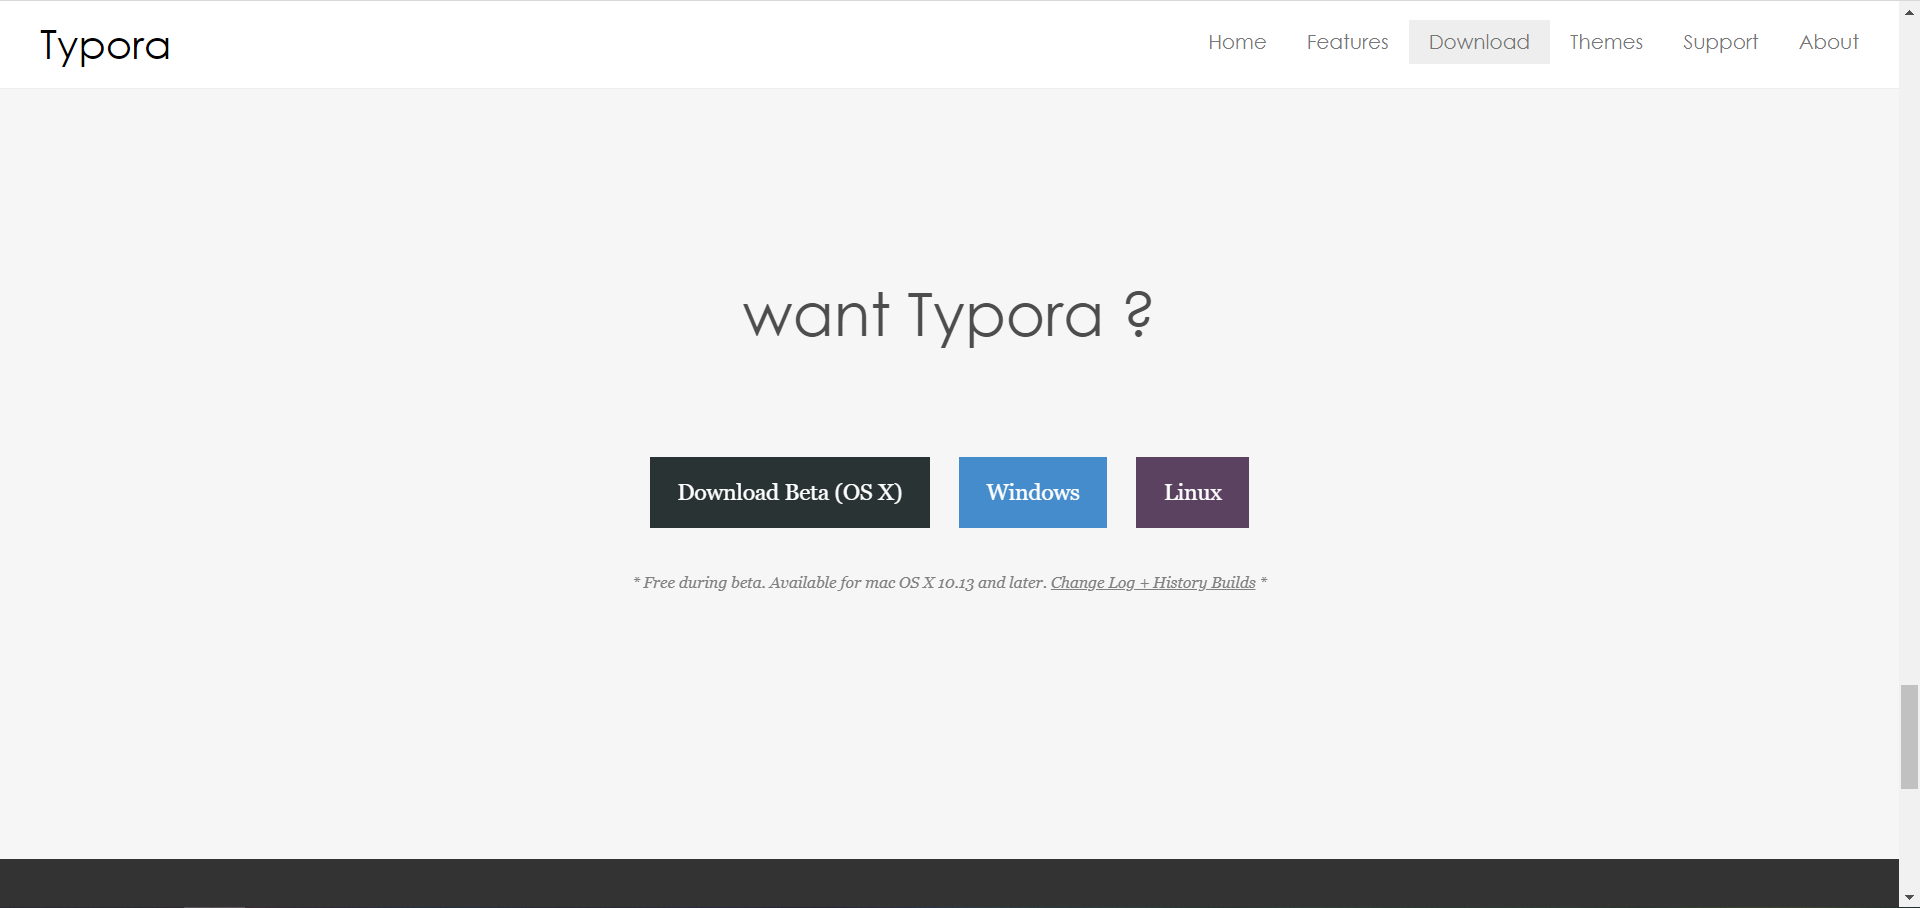 Typora
Home Features Download Themes Support About
want Typora ?
Download Beta (OS X) Windows Linux
* Free during beta. Available for mac OS X 10.13 and later. Change Log + History Builds *